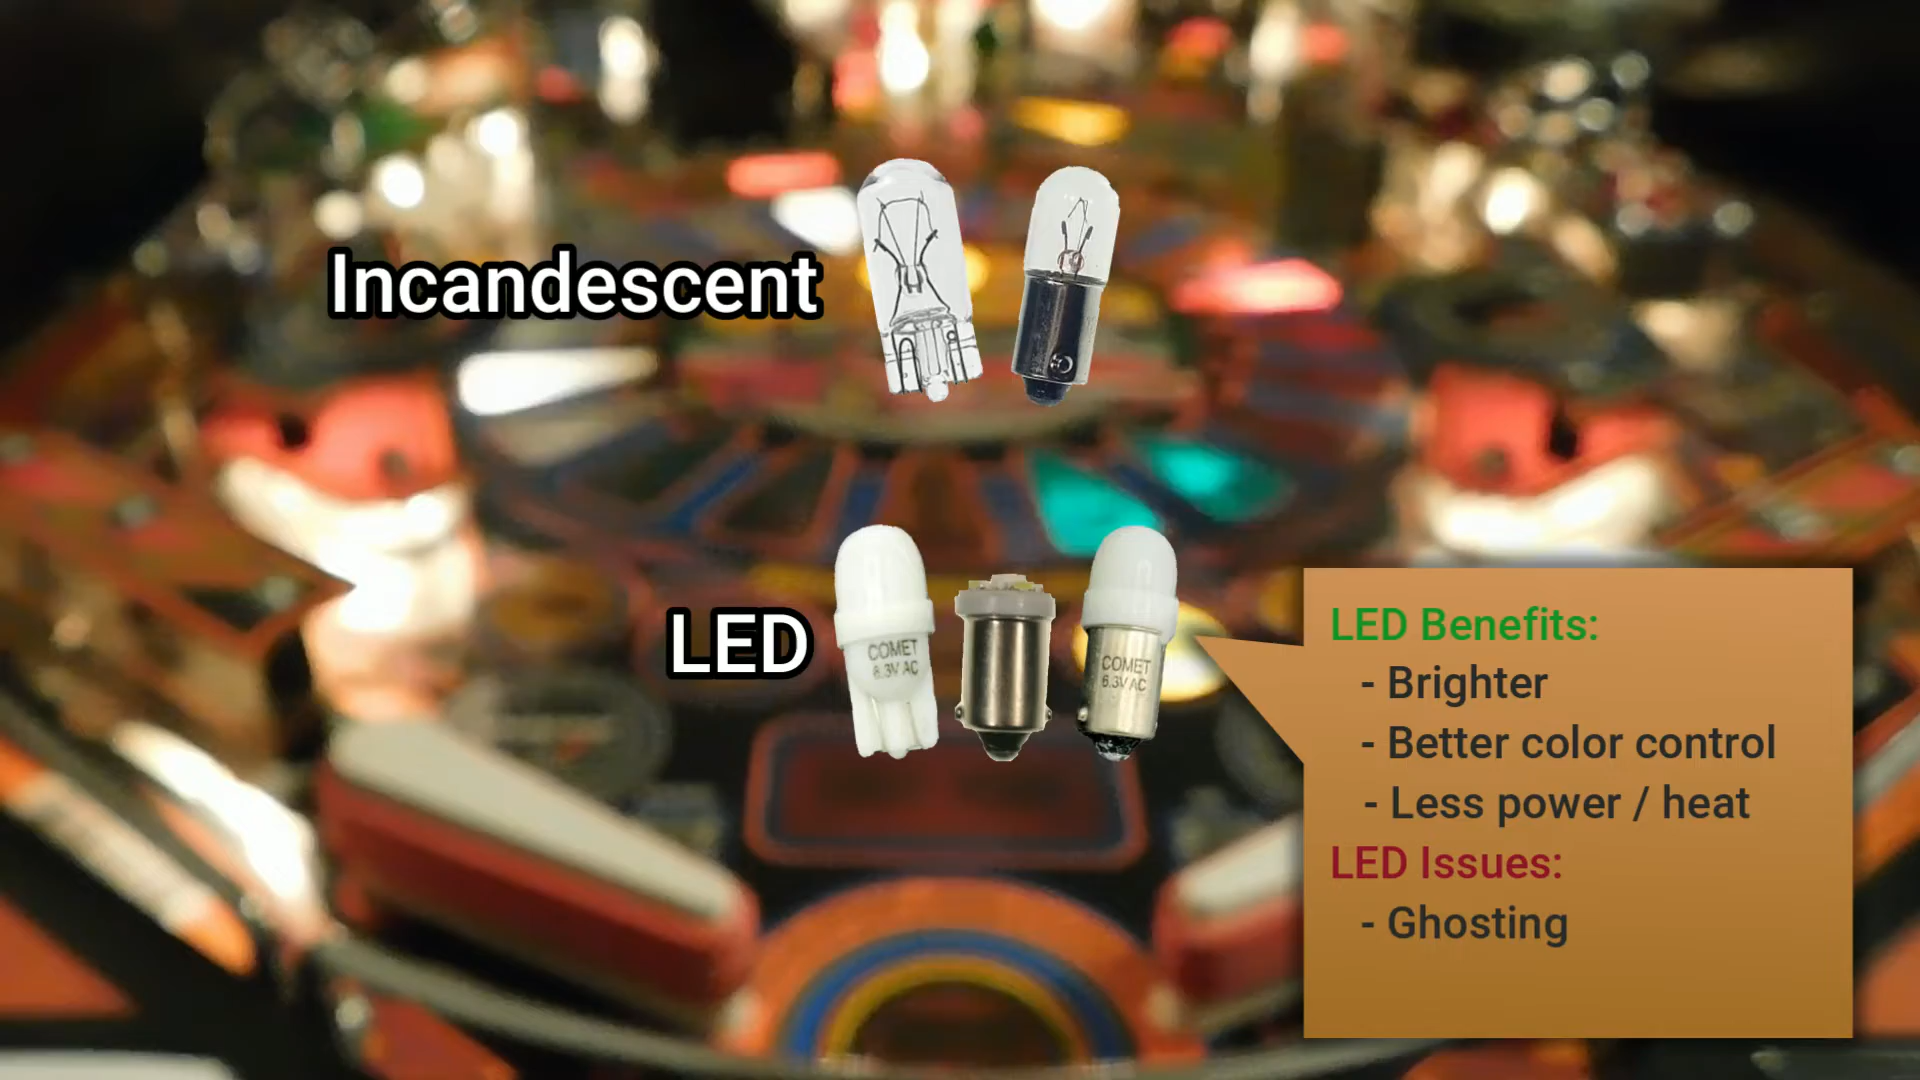 Incandescent
LED
COMET
6.3V AC
COMET
6.3V AC
LED Benefits:
- Brighter
- Better color control
- Less power / heat
LED Issues:
- Ghosting